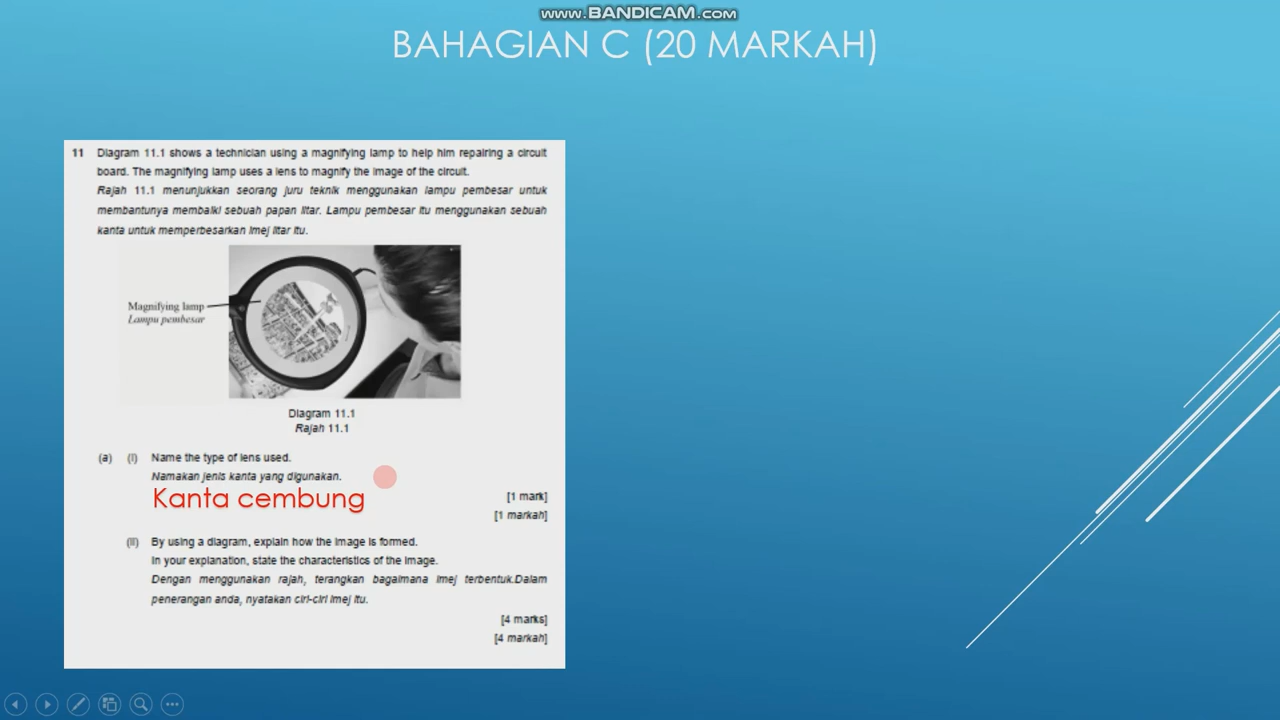 www.BANDICAM.com
BAHAGIAN C (20 MARKAH)
11 Diagram 11.1 shows a technician using a magnifying lamp to help him repairing a circuit
board. The magnifying lamp uses a lens to magnify the image of the circuit.
Rajah 11.1 menunjukkan seorang juru teknik menggunakan lampu pembesar untuk
membantunya membaiki sebuah papan litar. Lampu pembesar itu menggunakan sebuah
kanta untuk memperbesarkan imej litar itu.
Magnifying lamp
Lampu pembesar
Diagram 11.1
Rajah 11.1
(a) (i) Name the type of lens used.
Namakan jenis kanta yang digunakan.
Kanta cembung
[1 mark]
[1 markah]
(ii) By using a diagram, explain how the image is formed.
In your explanation, state the characteristics of the image.
Dengan menggunakan rajah, terangkan bagaimana imej terbentuk.Dalam
penerangan anda, nyatakan ciri-ciri imej itu.
[4 marks]
[4 markah]